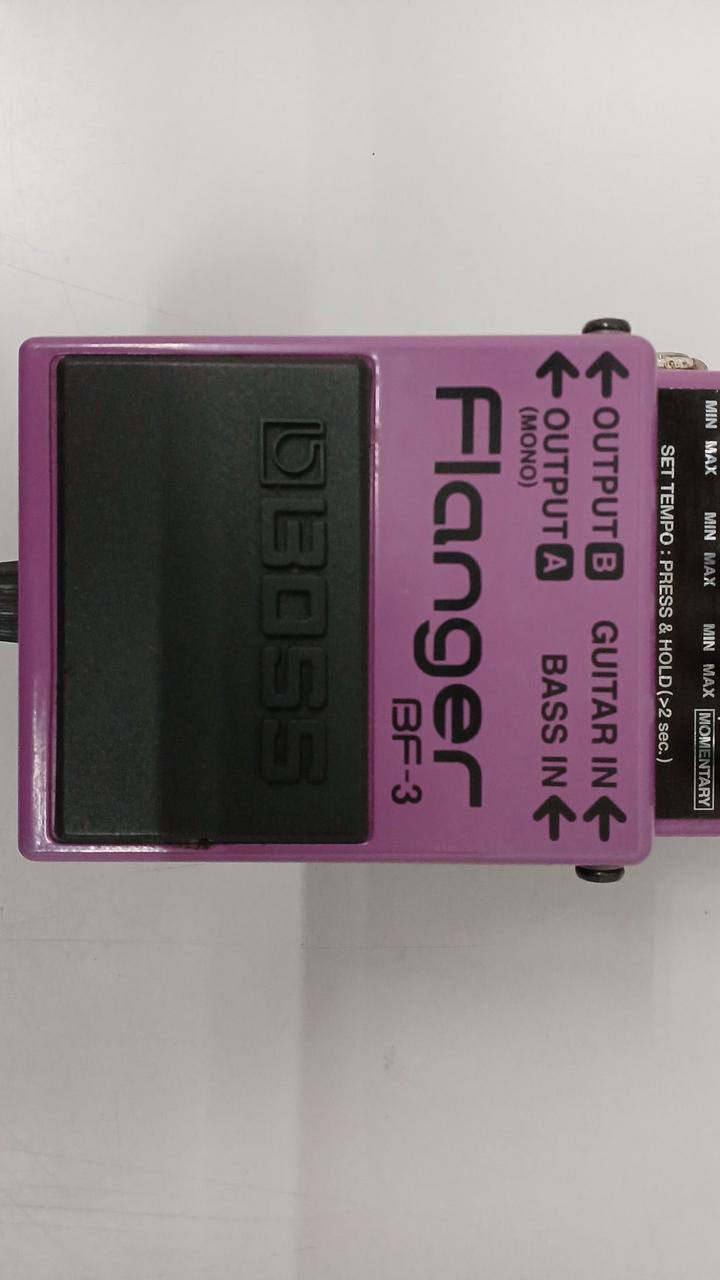 MIN MAX MIN MAX MIN MAX MOMENTARY
SET TEMPO : PRESS & HOLD(>2 sec.)
OUTPUT B GUITAR IN
OUTPUT A BASS IN
(MONO)
Flanger
BF-3
BOSS